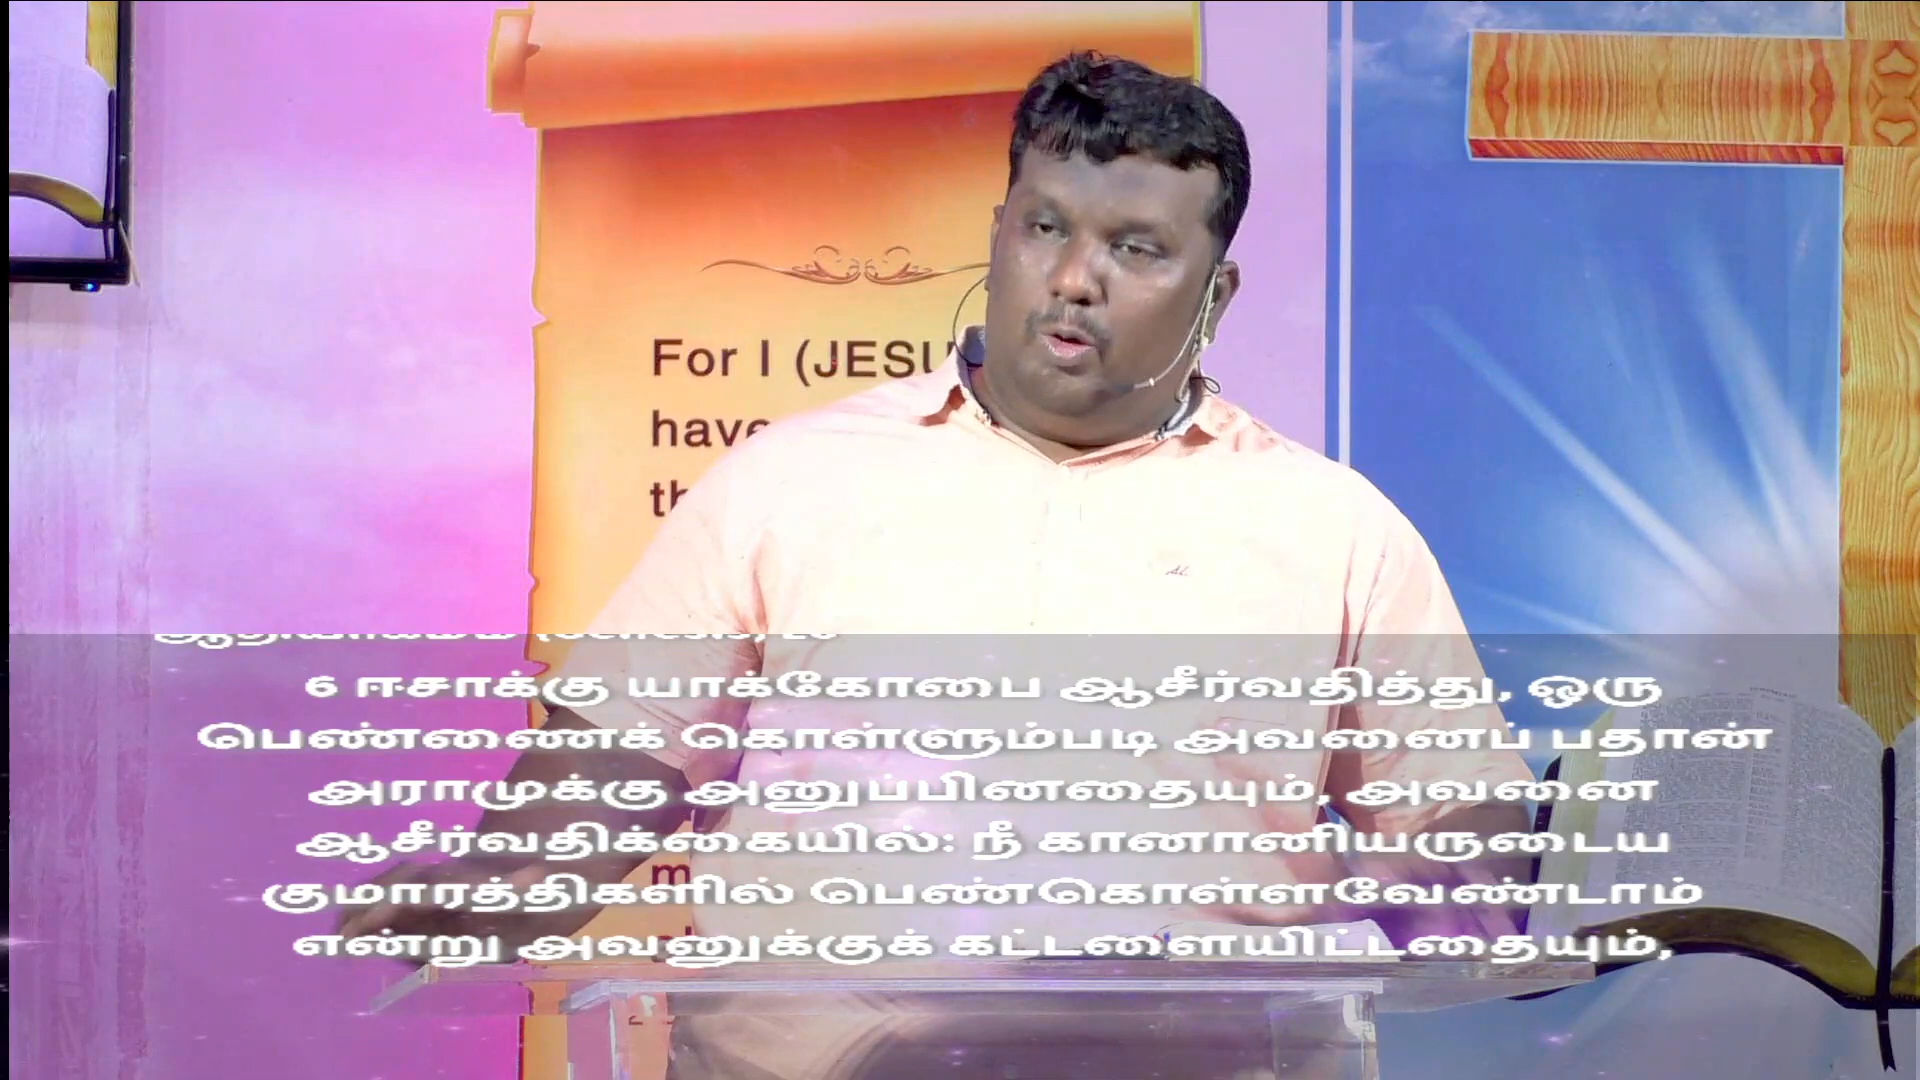 For I (JESU
have
th
6 ஈசாக்கு யாக்கோபை ஆசீர்வதித்து, ஒரு
பெண்ணைக் கொள்ளும்படி அவனைப் பதான்
அராமுக்கு அனுப்பினதையும், அவனை
ஆசீர்வதிக்கையில்: நீ கானானியருடைய
குமாரத்திகளில் பெண்கொள்ளவேண்டாம்
என்று அவனுக்குக் கட்டளையிட்டதையும்,